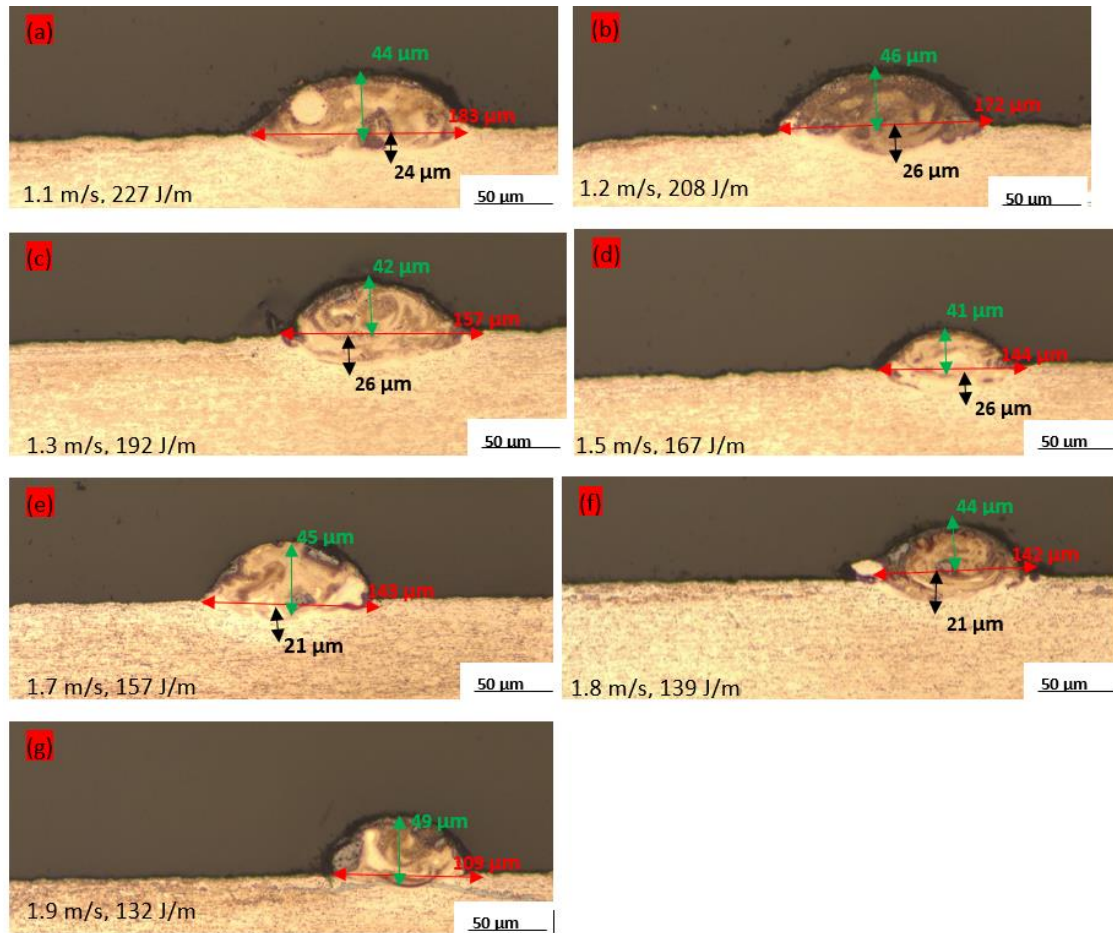 (a)
44 µm
183 µm
24 µm
1.1 m/s, 227 J/m
50 µm
(b)
46 µm
172 µm
26 µm
1.2 m/s, 208 J/m
50 µm
(c)
42 µm
157 µm
26 µm
1.3 m/s, 192 J/m
50 µm
(d)
41 µm
144 µm
26 µm
1.5 m/s, 167 J/m
50 µm
(e)
45 µm
143 µm
21 µm
1.7 m/s, 157 J/m
50 µm
(f)
44 µm
142 µm
21 µm
1.8 m/s, 139 J/m
50 µm
(g)
49 µm
109 µm
1.9 m/s, 132 J/m
50 µm